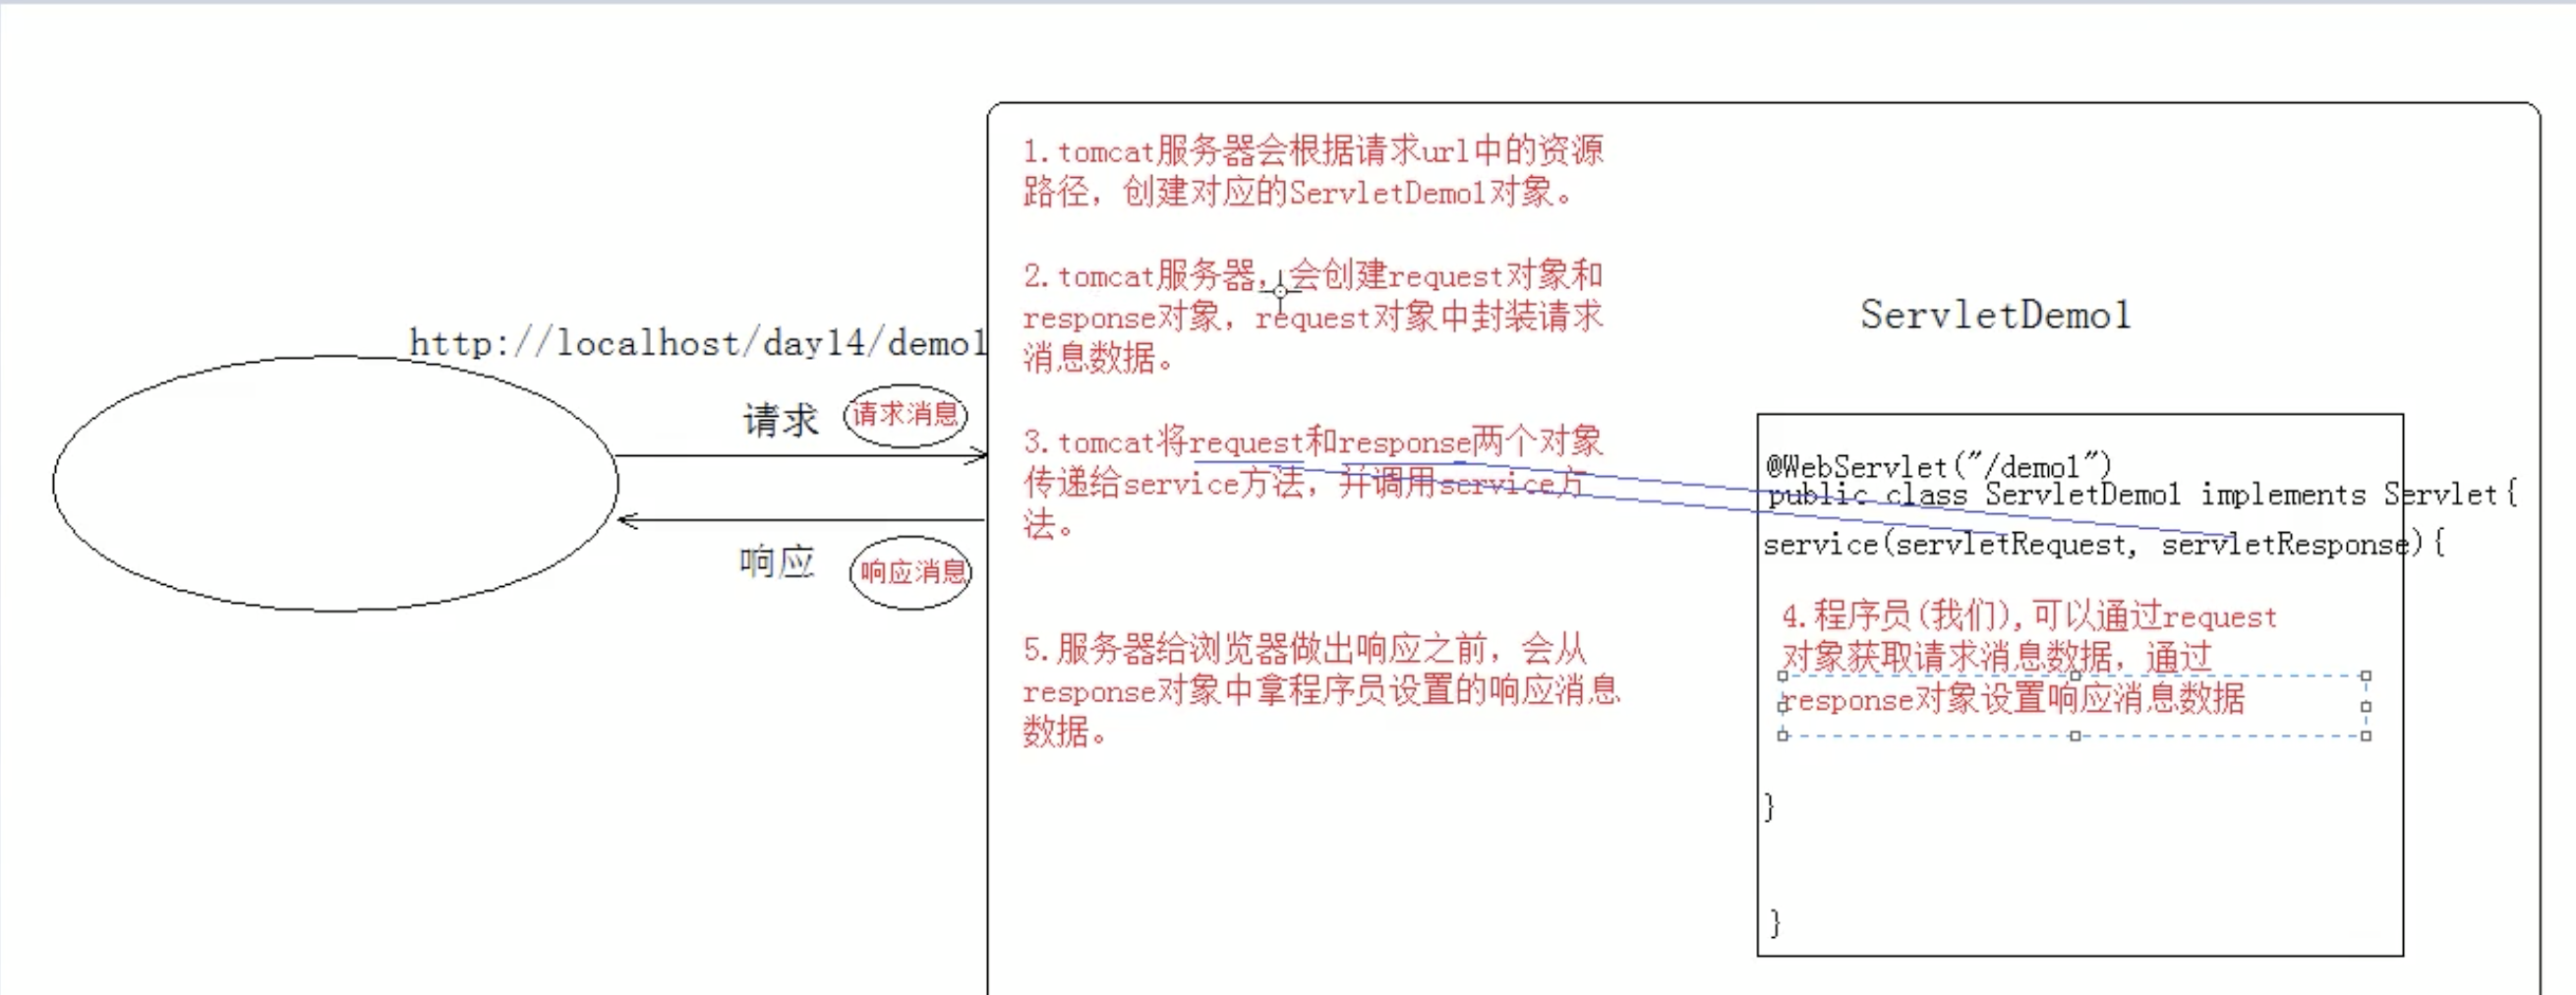 http://localhost/day14/demo1
请求
请求消息
响应
响应消息
1.tomcat服务器会根据请求url中的资源
路径，创建对应的ServletDemo1对象。
2.tomcat服务器，会创建request对象和
response对象，request对象中封装请求
消息数据。
3.tomcat将request和response两个对象
传递给service方法，并调用service方
法。
5.服务器给浏览器做出响应之前，会从
response对象中拿程序员设置的响应消息
数据。
ServletDemo1
@WebServlet("/demo1")
public class ServletDemo1 implements Servlet{
service(servletRequest, servletResponse){
4.程序员(我们),可以通过request
对象获取请求消息数据，通过
response对象设置响应消息数据
}
}